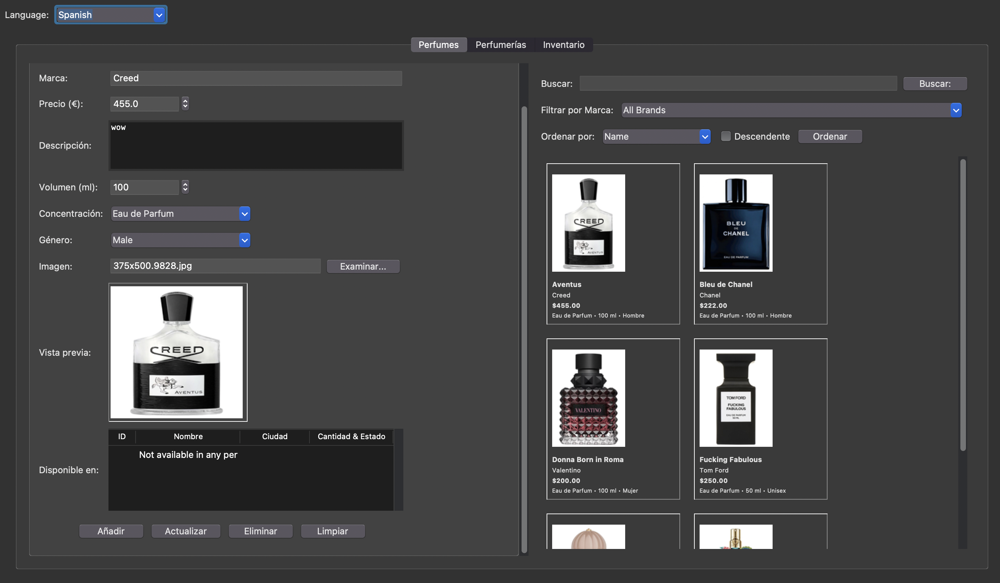 Language: Spanish
Perfumes Perfumerías Inventario
Marca: Creed
Precio (€): 455.0
Descripción: wow
Volumen (ml): 100
Concentración: Eau de Parfum
Género: Male
Imagen: 375x500.9828.jpg Examinar...
Vista previa:
CREED
AVENTUS
Disponible en:
ID Nombre Ciudad Cantidad & Estado
Not available in any per
Añadir Actualizar Eliminar Limpiar
Buscar: Buscar:
Filtrar por Marca: All Brands
Ordenar por: Name Descendente Ordenar
CREED
AVENTUS
Aventus
Creed
$455.00
Eau de Parfum • 100 ml • Hombre
BLEU
DE
CHANEL
EAU DE PARFUM
Bleu de Chanel
Chanel
$222.00
Eau de Parfum • 100 ml • Hombre
VALENTINO
Donna Born in Roma
Valentino
$200.00
Eau de Parfum • 100 ml • Mujer
TOM FORD
FUCKING
FABULOUS
EAU DE PARFUM
50 ML
Fucking Fabulous
Tom Ford
$250.00
Eau de Parfum • 50 ml • Unisex